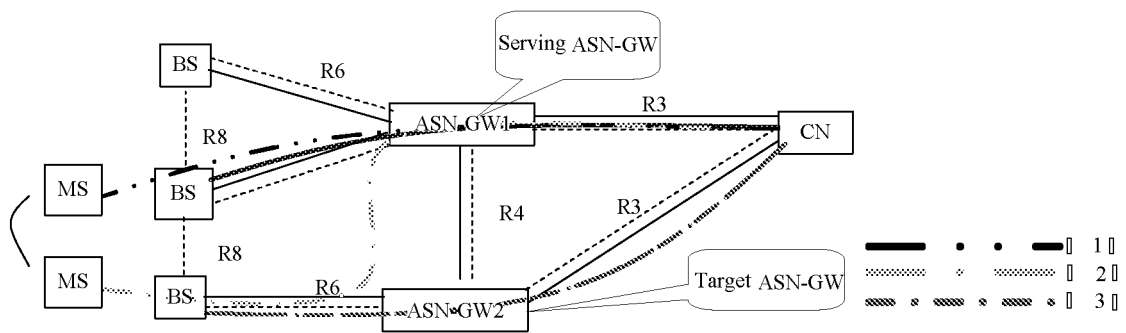 Serving ASN-GW
BS
R6
R3
ASN-GW1
CN
R8
MS
BS
R4
R3
R8
MS
BS
R6
ASN-GW2
Target ASN-GW
1
2
3